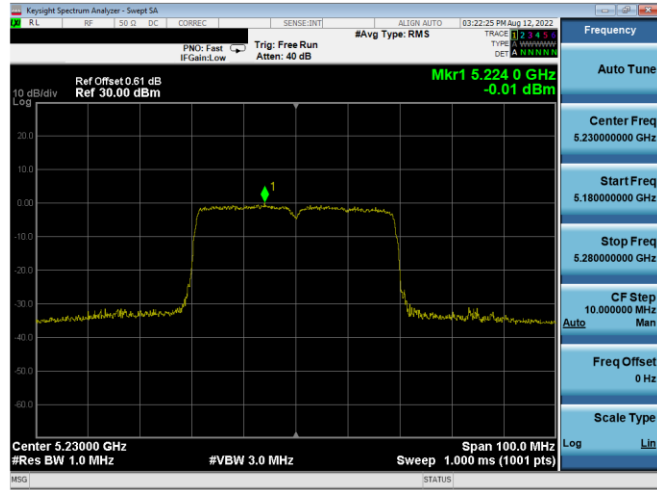 Keysight Spectrum Analyzer - Swept SA
RL RF 50 Ω DC CORREC SENSE:INT ALIGN AUTO 03:22:25 PM Aug 12, 2022
#Avg Type: RMS
TRACE 1 2 3 4 5 6
TYPE A WWWWW
DET A N N N N N
PNO: Fast
IFGain:Low
Trig: Free Run
Atten: 40 dB
Mkr1 5.224 0 GHz
-0.01 dBm
Ref Offset 0.61 dB
Ref 30.00 dBm
10 dB/div
Log
20.0
10.0
0.00
-10.0
-20.0
-30.0
-40.0
-50.0
-60.0
1
Center 5.23000 GHz
#Res BW 1.0 MHz
#VBW 3.0 MHz
Span 100.0 MHz
Sweep 1.000 ms (1001 pts)
MSG
STATUS
Frequency
Auto Tune
Center Freq
5.230000000 GHz
Start Freq
5.180000000 GHz
Stop Freq
5.280000000 GHz
CF Step
10.000000 MHz
Auto Man
Freq Offset
0 Hz
Scale Type
Log Lin